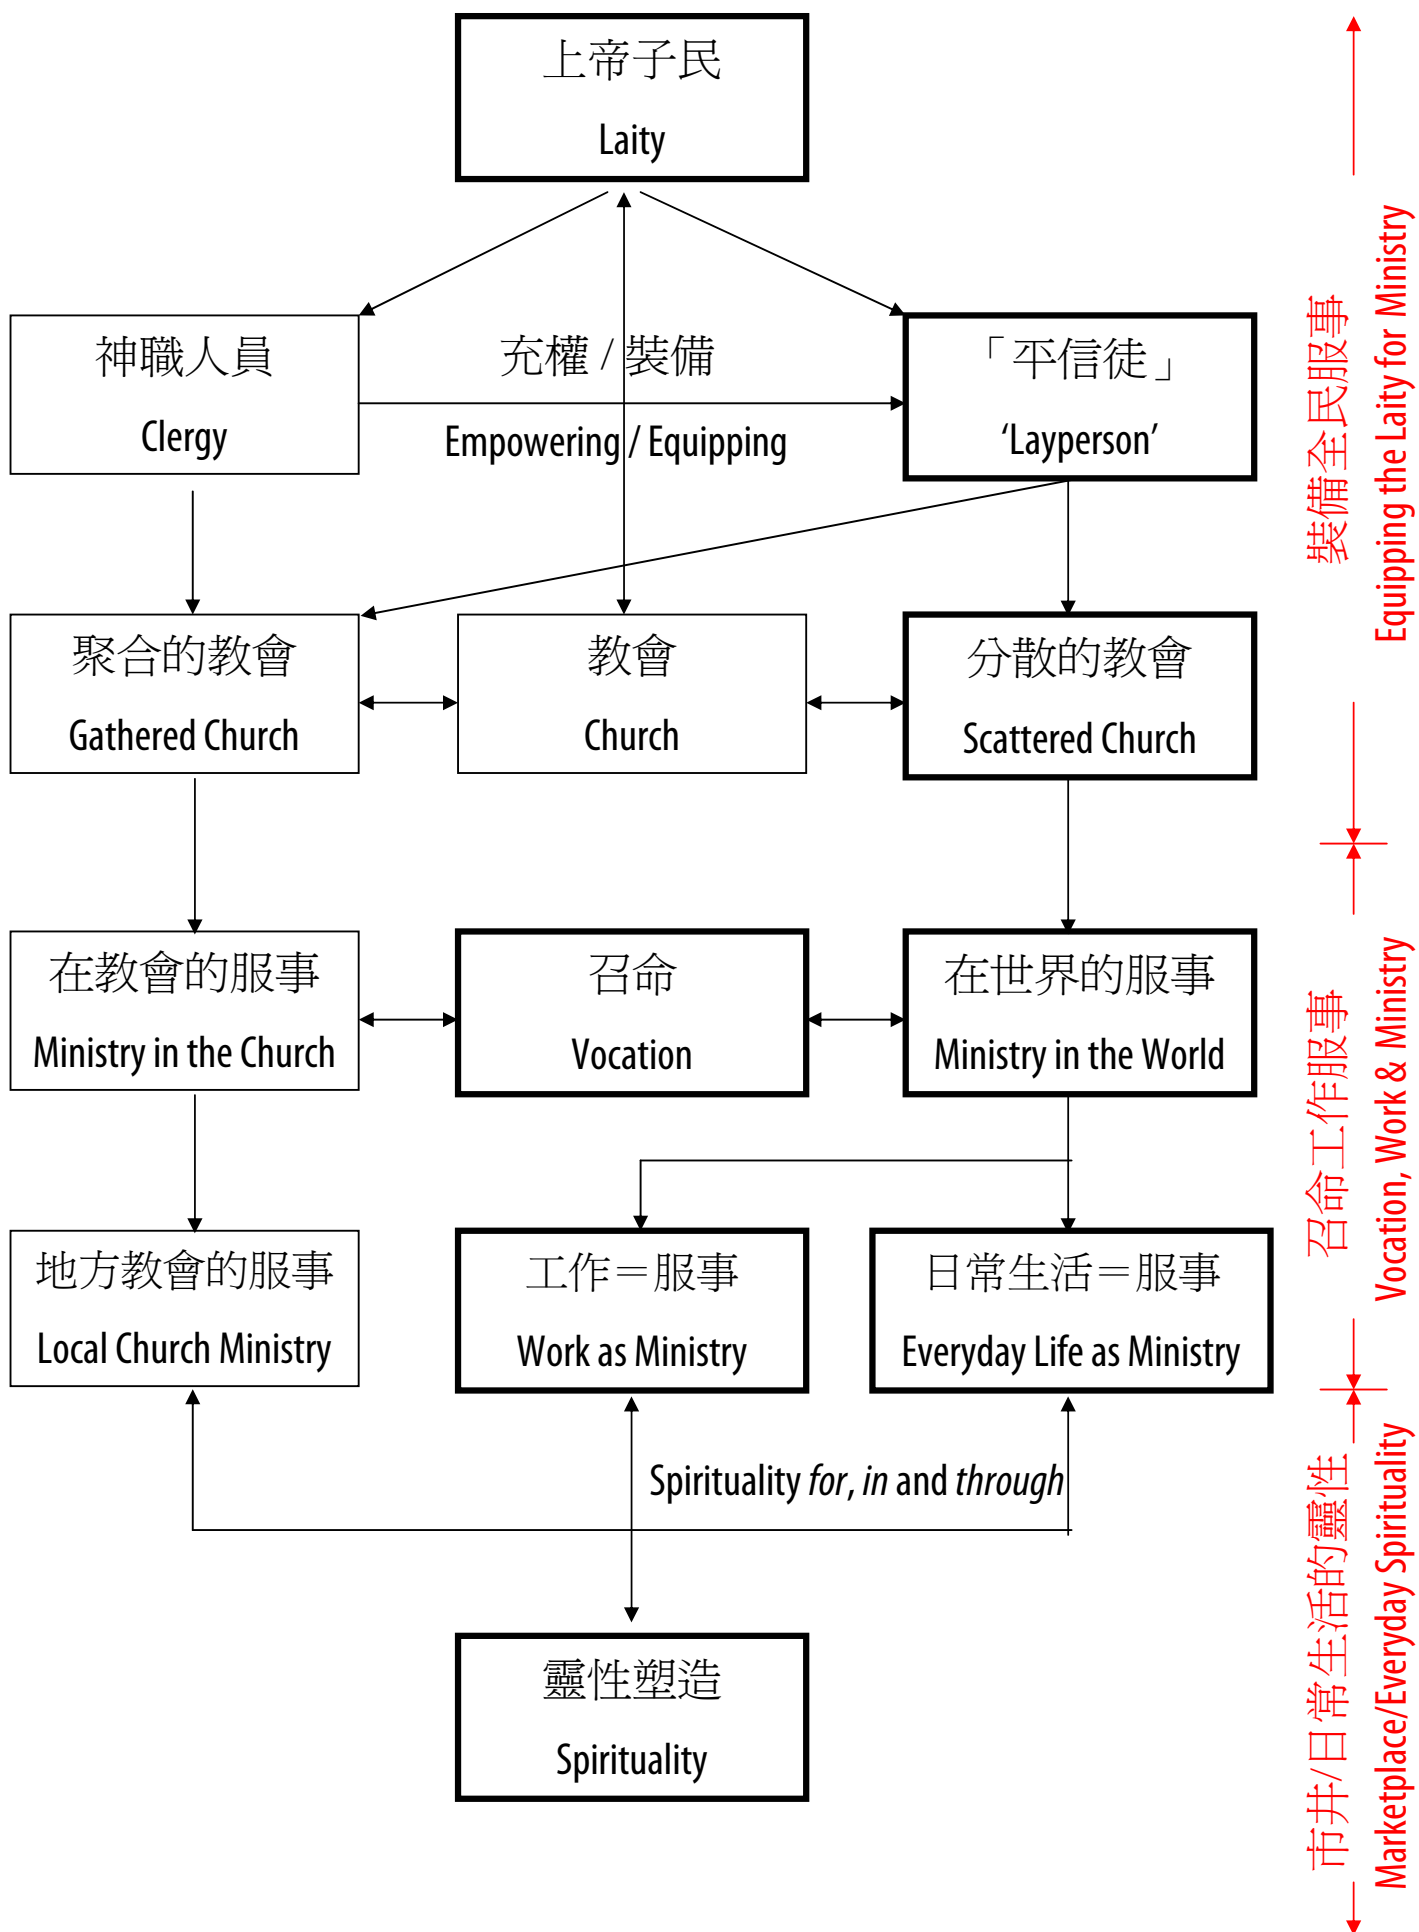 上帝子民
Laity
神職人員
Clergy
充權 / 裝備
Empowering / Equipping
「平信徒」
‘Layperson’
聚合的教會
Gathered Church
教會
Church
分散的教會
Scattered Church
在教會的服事
Ministry in the Church
召命
Vocation
在世界的服事
Ministry in the World
地方教會的服事
Local Church Ministry
工作＝服事
Work as Ministry
日常生活＝服事
Everyday Life as Ministry
Spirituality for, in and through
靈性塑造
Spirituality
裝備全民服事
Equipping the Laity for Ministry
召命工作服事
Vocation, Work & Ministry
市井/日常生活的靈性
Marketplace/Everyday Spirituality